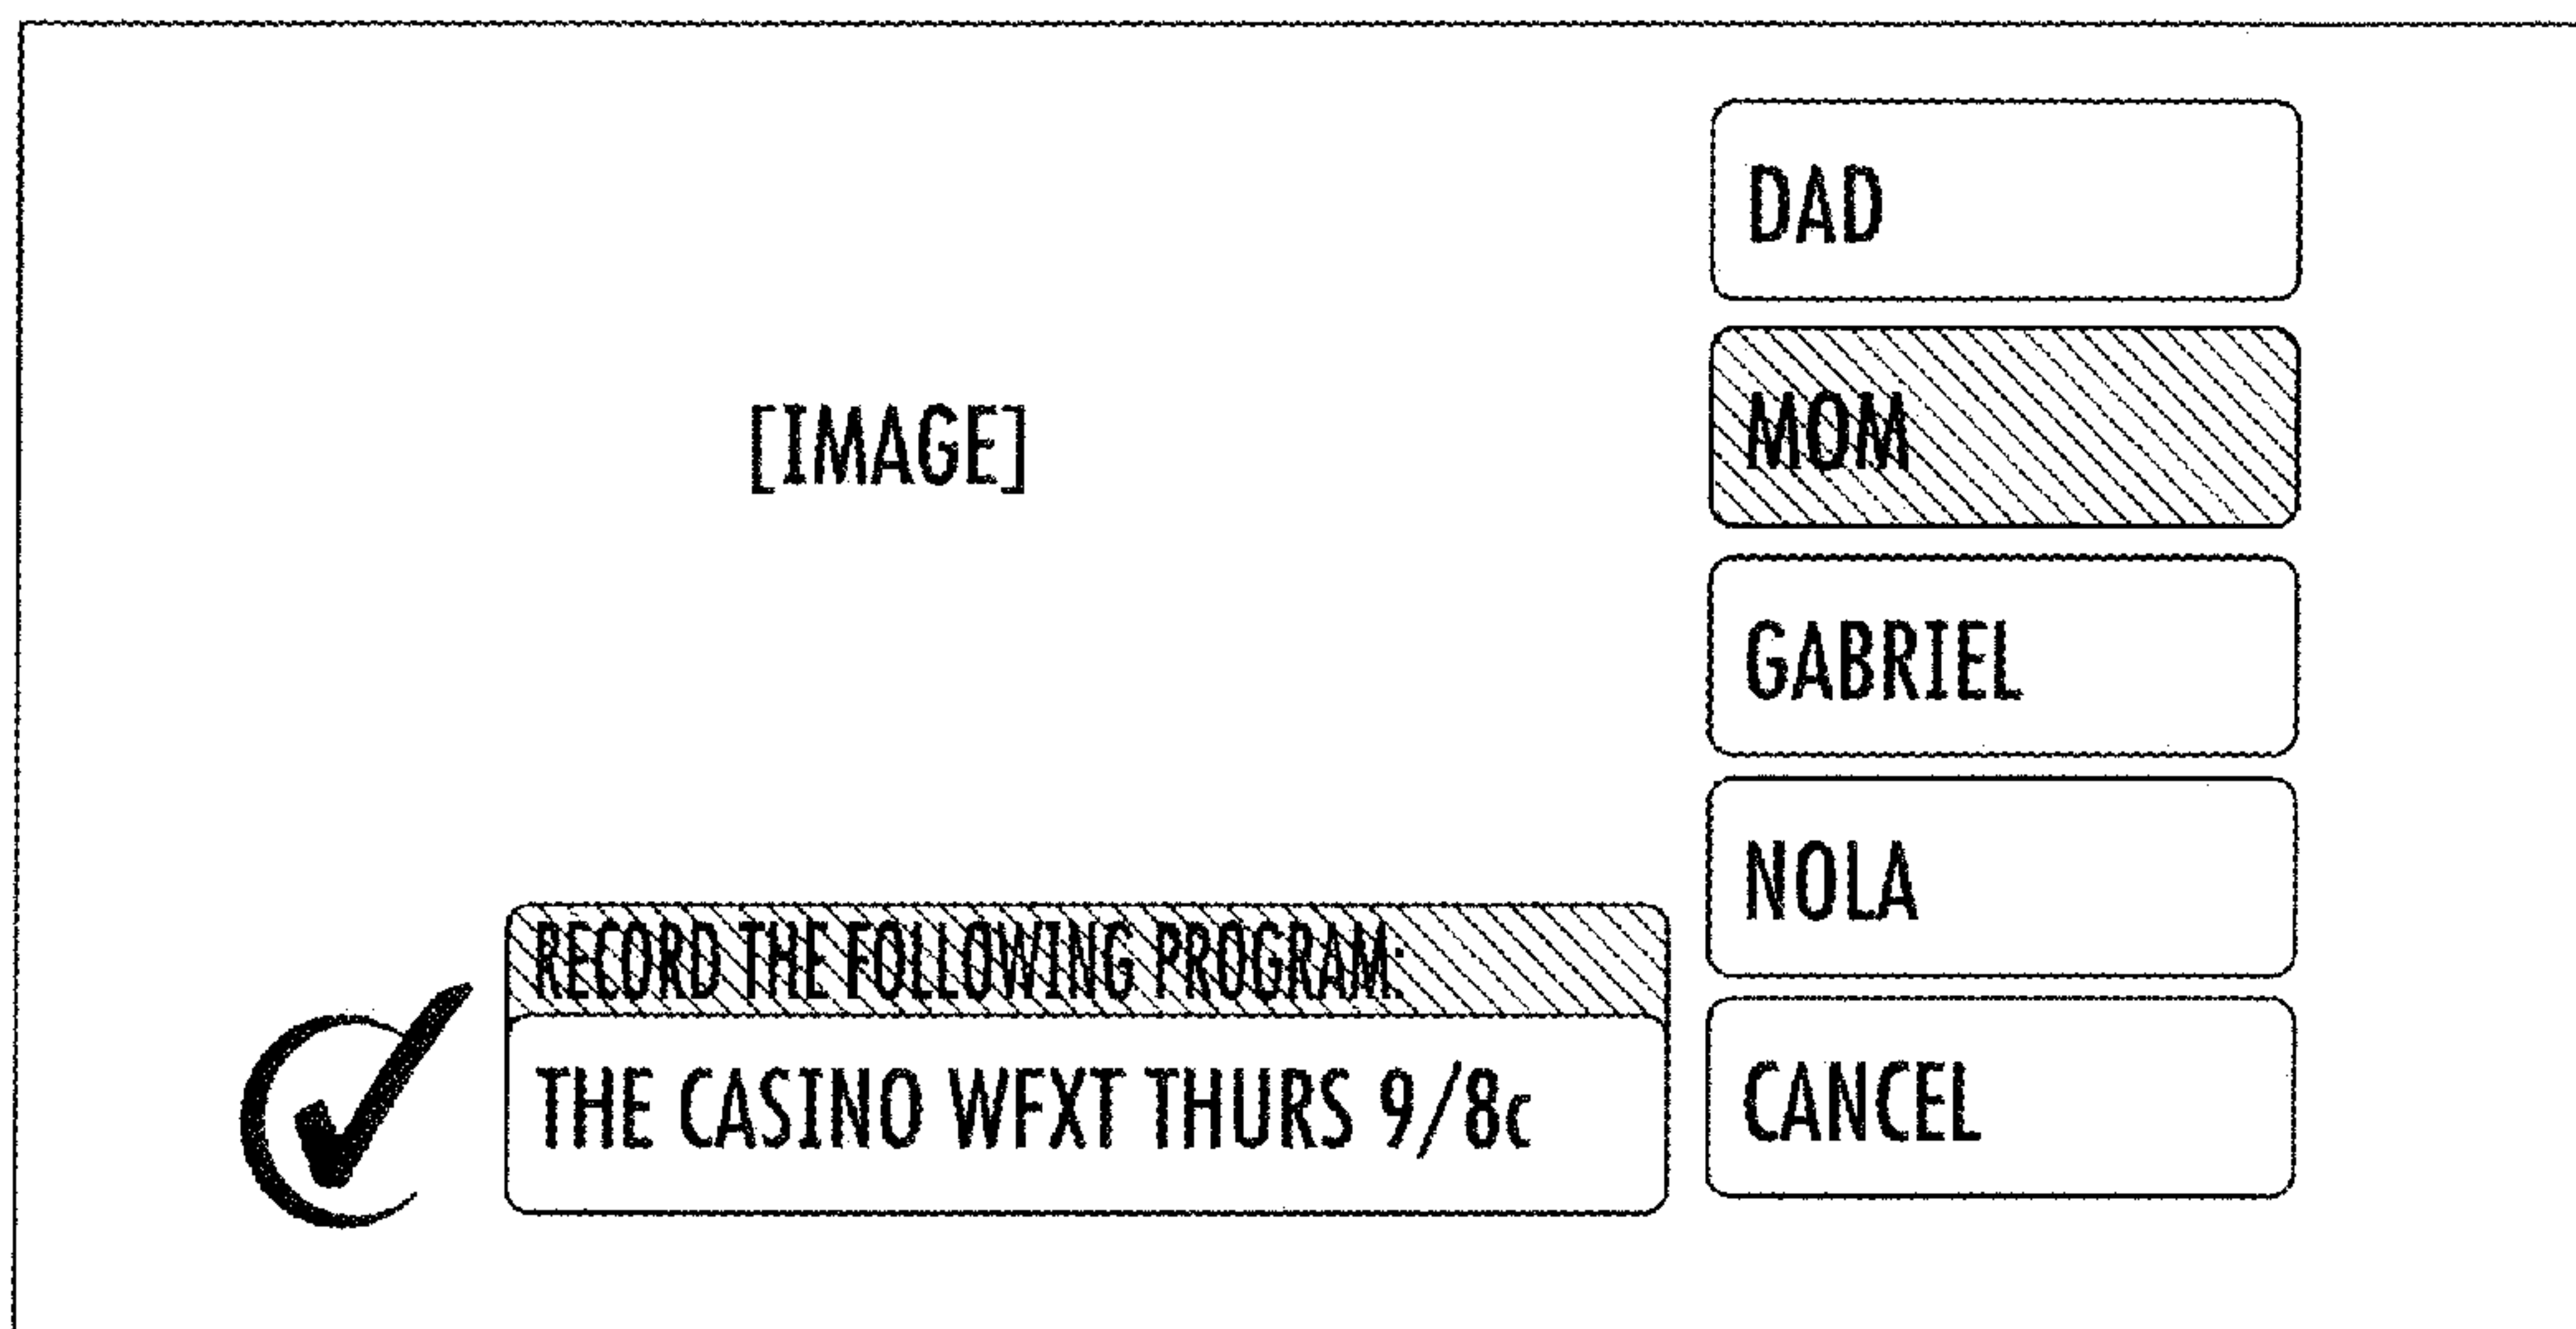 DAD
MOM
[IMAGE]
GABRIEL
NOLA
RECORD THE FOLLOWING PROGRAM:
THE CASINO WFXT THURS 9/8c
CANCEL